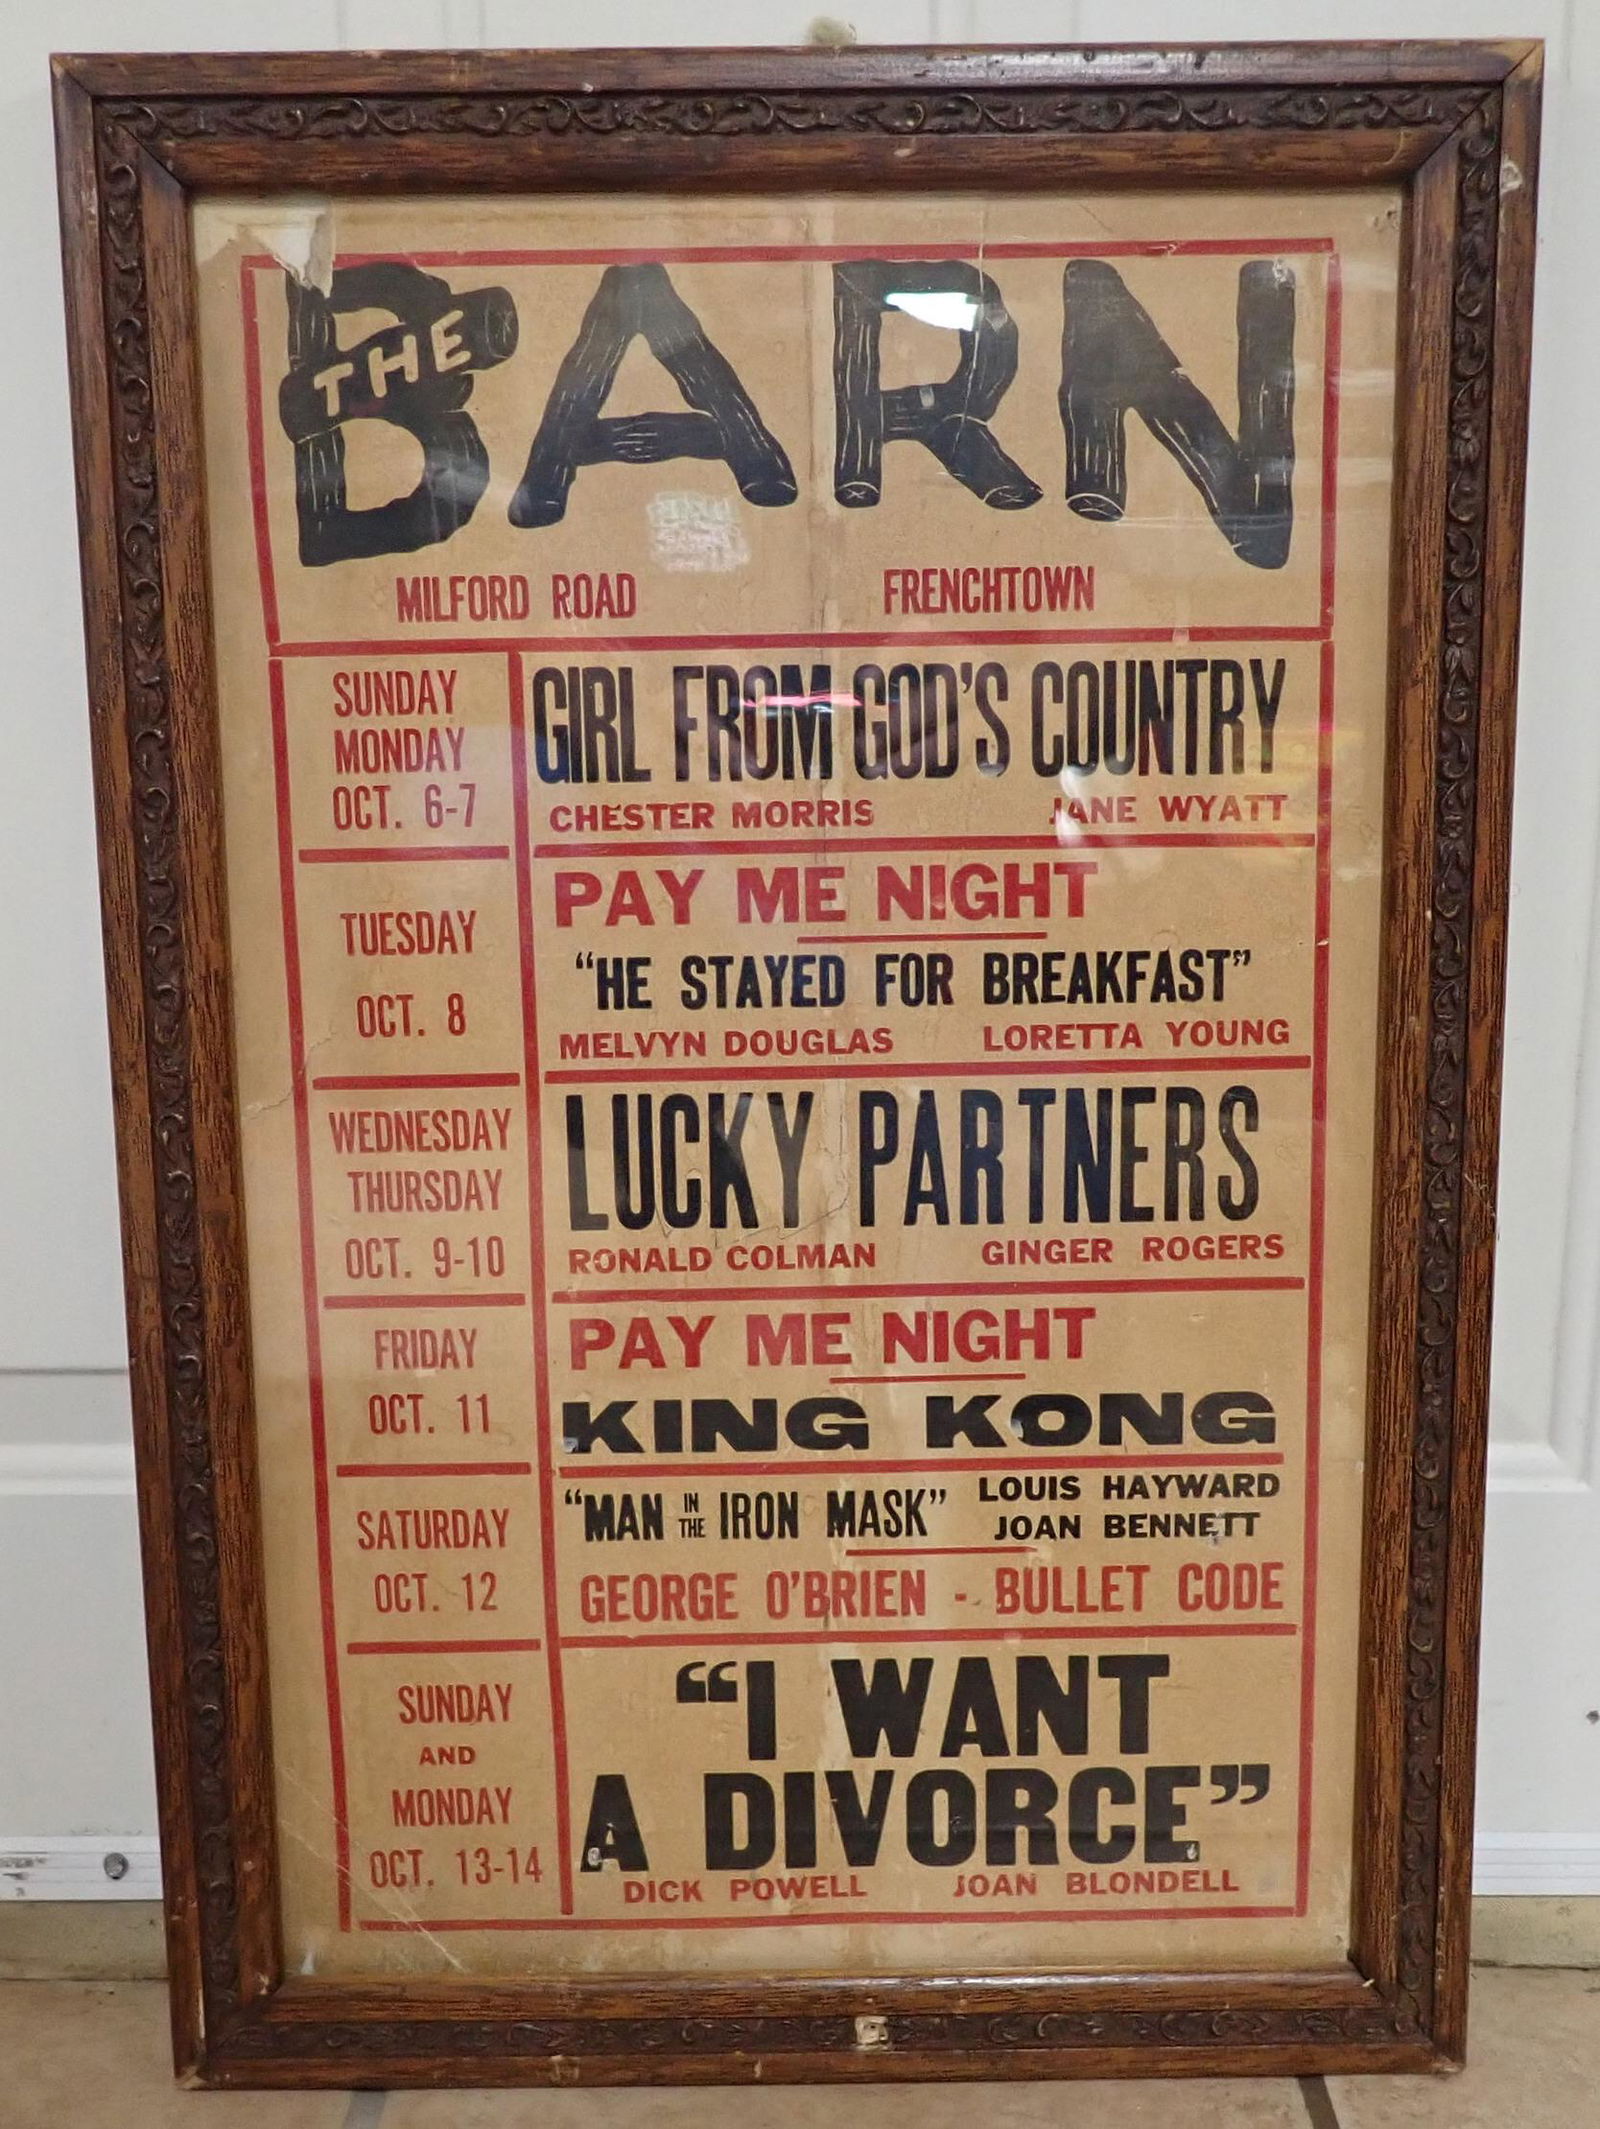 THE BARN
MILFORD ROAD FRENCHTOWN
SUNDAY
MONDAY
OCT. 6-7
GIRL FROM GOD'S COUNTRY
CHESTER MORRIS JANE WYATT
TUESDAY
OCT. 8
PAY ME NIGHT
“HE STAYED FOR BREAKFAST”
MELVYN DOUGLAS LORETTA YOUNG
WEDNESDAY
THURSDAY
OCT. 9-10
LUCKY PARTNERS
RONALD COLMAN GINGER ROGERS
FRIDAY
OCT. 11
PAY ME NIGHT
KING KONG
SATURDAY
OCT. 12
“MAN IN THE IRON MASK” LOUIS HAYWARD
JOAN BENNETT
GEORGE O'BRIEN - BULLET CODE
SUNDAY
AND
MONDAY
OCT. 13-14
“I WANT
A DIVORCE”
DICK POWELL JOAN BLONDELL